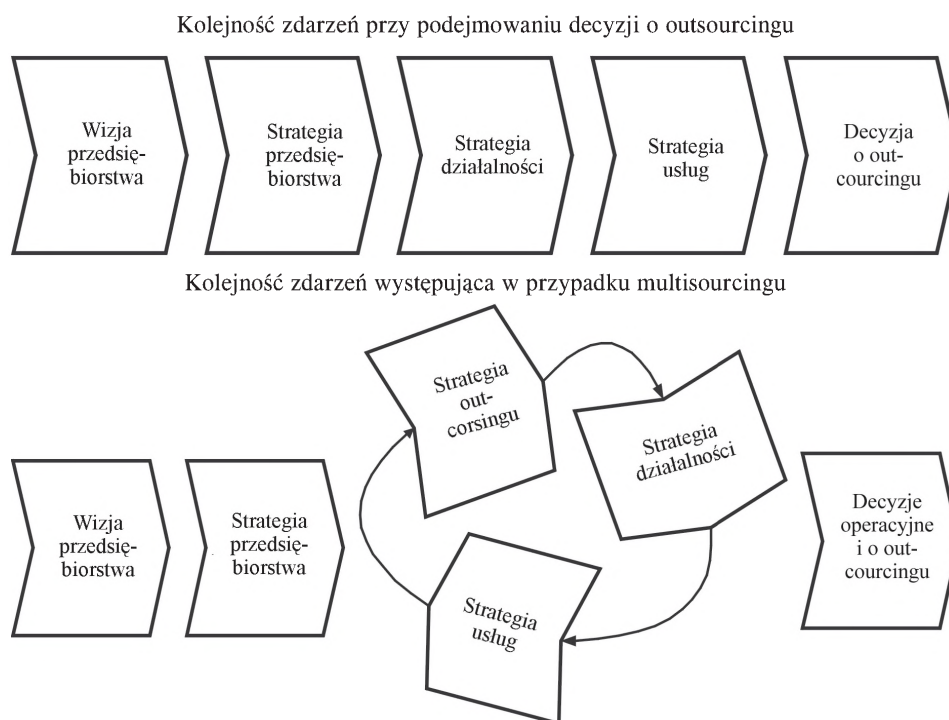 Kolejność zdarzeń przy podejmowaniu decyzji o outsourcingu
Wizja
przedsię-
biorstwa
Strategia
przedsię-
biorstwa
Strategia
działalności
Strategia
usług
Decyzja
o out-
courcingu
Kolejność zdarzeń występująca w przypadku multisourcingu
Wizja
przedsię-
biorstwa
Strategia
przedsię-
biorstwa
Strategia
out-
corsingu
Strategia
działalności
Strategia
usług
Decyzje
operacyjne
i o out-
courcingu